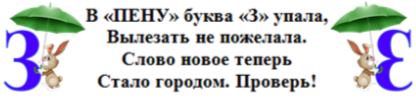 В «ПЕНУ» буква «З» упала,
Вылезать не пожелала.
Слово новое теперь
Стало городом. Проверь!
З
Ɛ